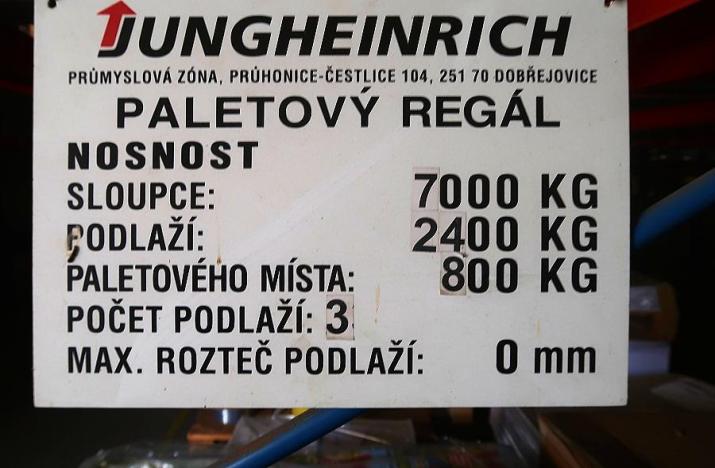 JUNGHEINRICH
PRŮMYSLOVÁ ZÓNA, PRŮHONICE-ČESTLICE 104, 251 70 DOBŘEJOVICE
PALETOVÝ REGÁL
NOSNOST
SLOUPCE: 7000 KG
PODLAŽÍ: 2400 KG
PALETOVÉHO MÍSTA: 800 KG
POČET PODLAŽÍ: 3
MAX. ROZTEČ PODLAŽÍ: 0 mm